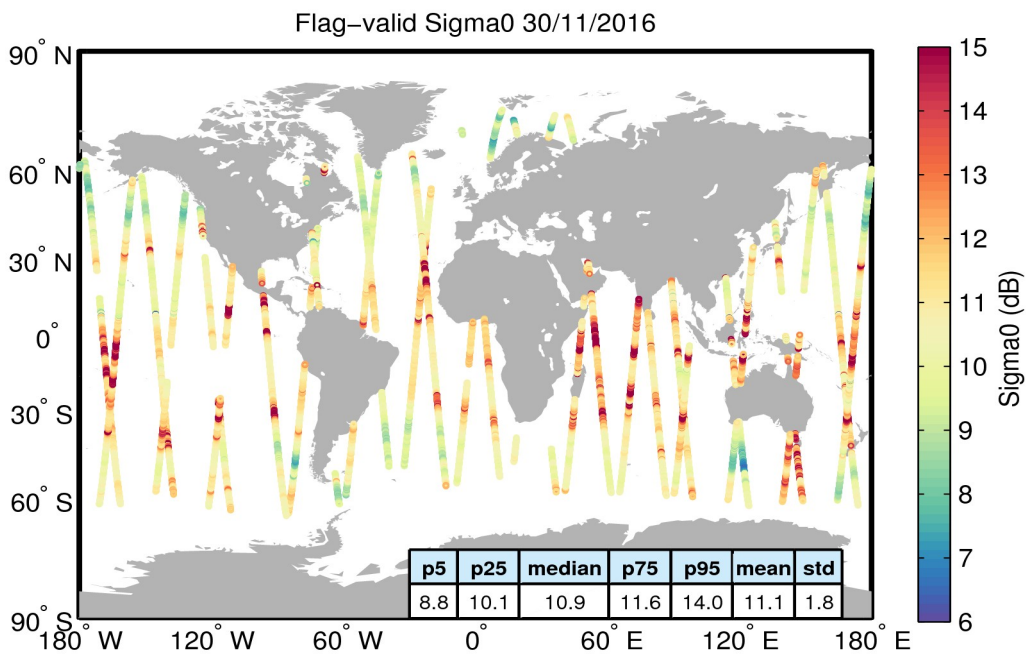 Flag-valid Sigma0 30/11/2016
90° N
60° N
30° N
0°
30° S
60° S
90° S
180° W
120° W
60° W
0°
60° E
120° E
180° E
p5 p25 median p75 p95 mean std
8.8 10.1 10.9 11.6 14.0 11.1 1.8
15
14
13
12
11
10
9
8
7
6
Sigma0 (dB)